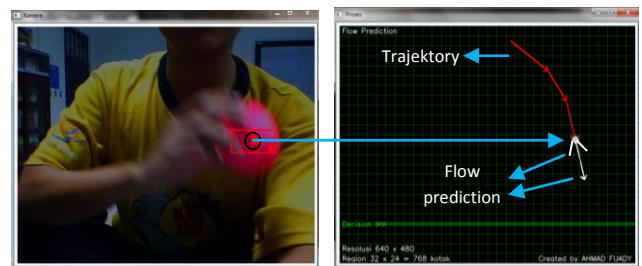 Kamera
Proses
Flow Prediction
Trajektory
Flow
prediction
Decision >>
Resolusi 640 x 480
Region 32 x 24 = 768 kotak
Created by AHMAD FUADY